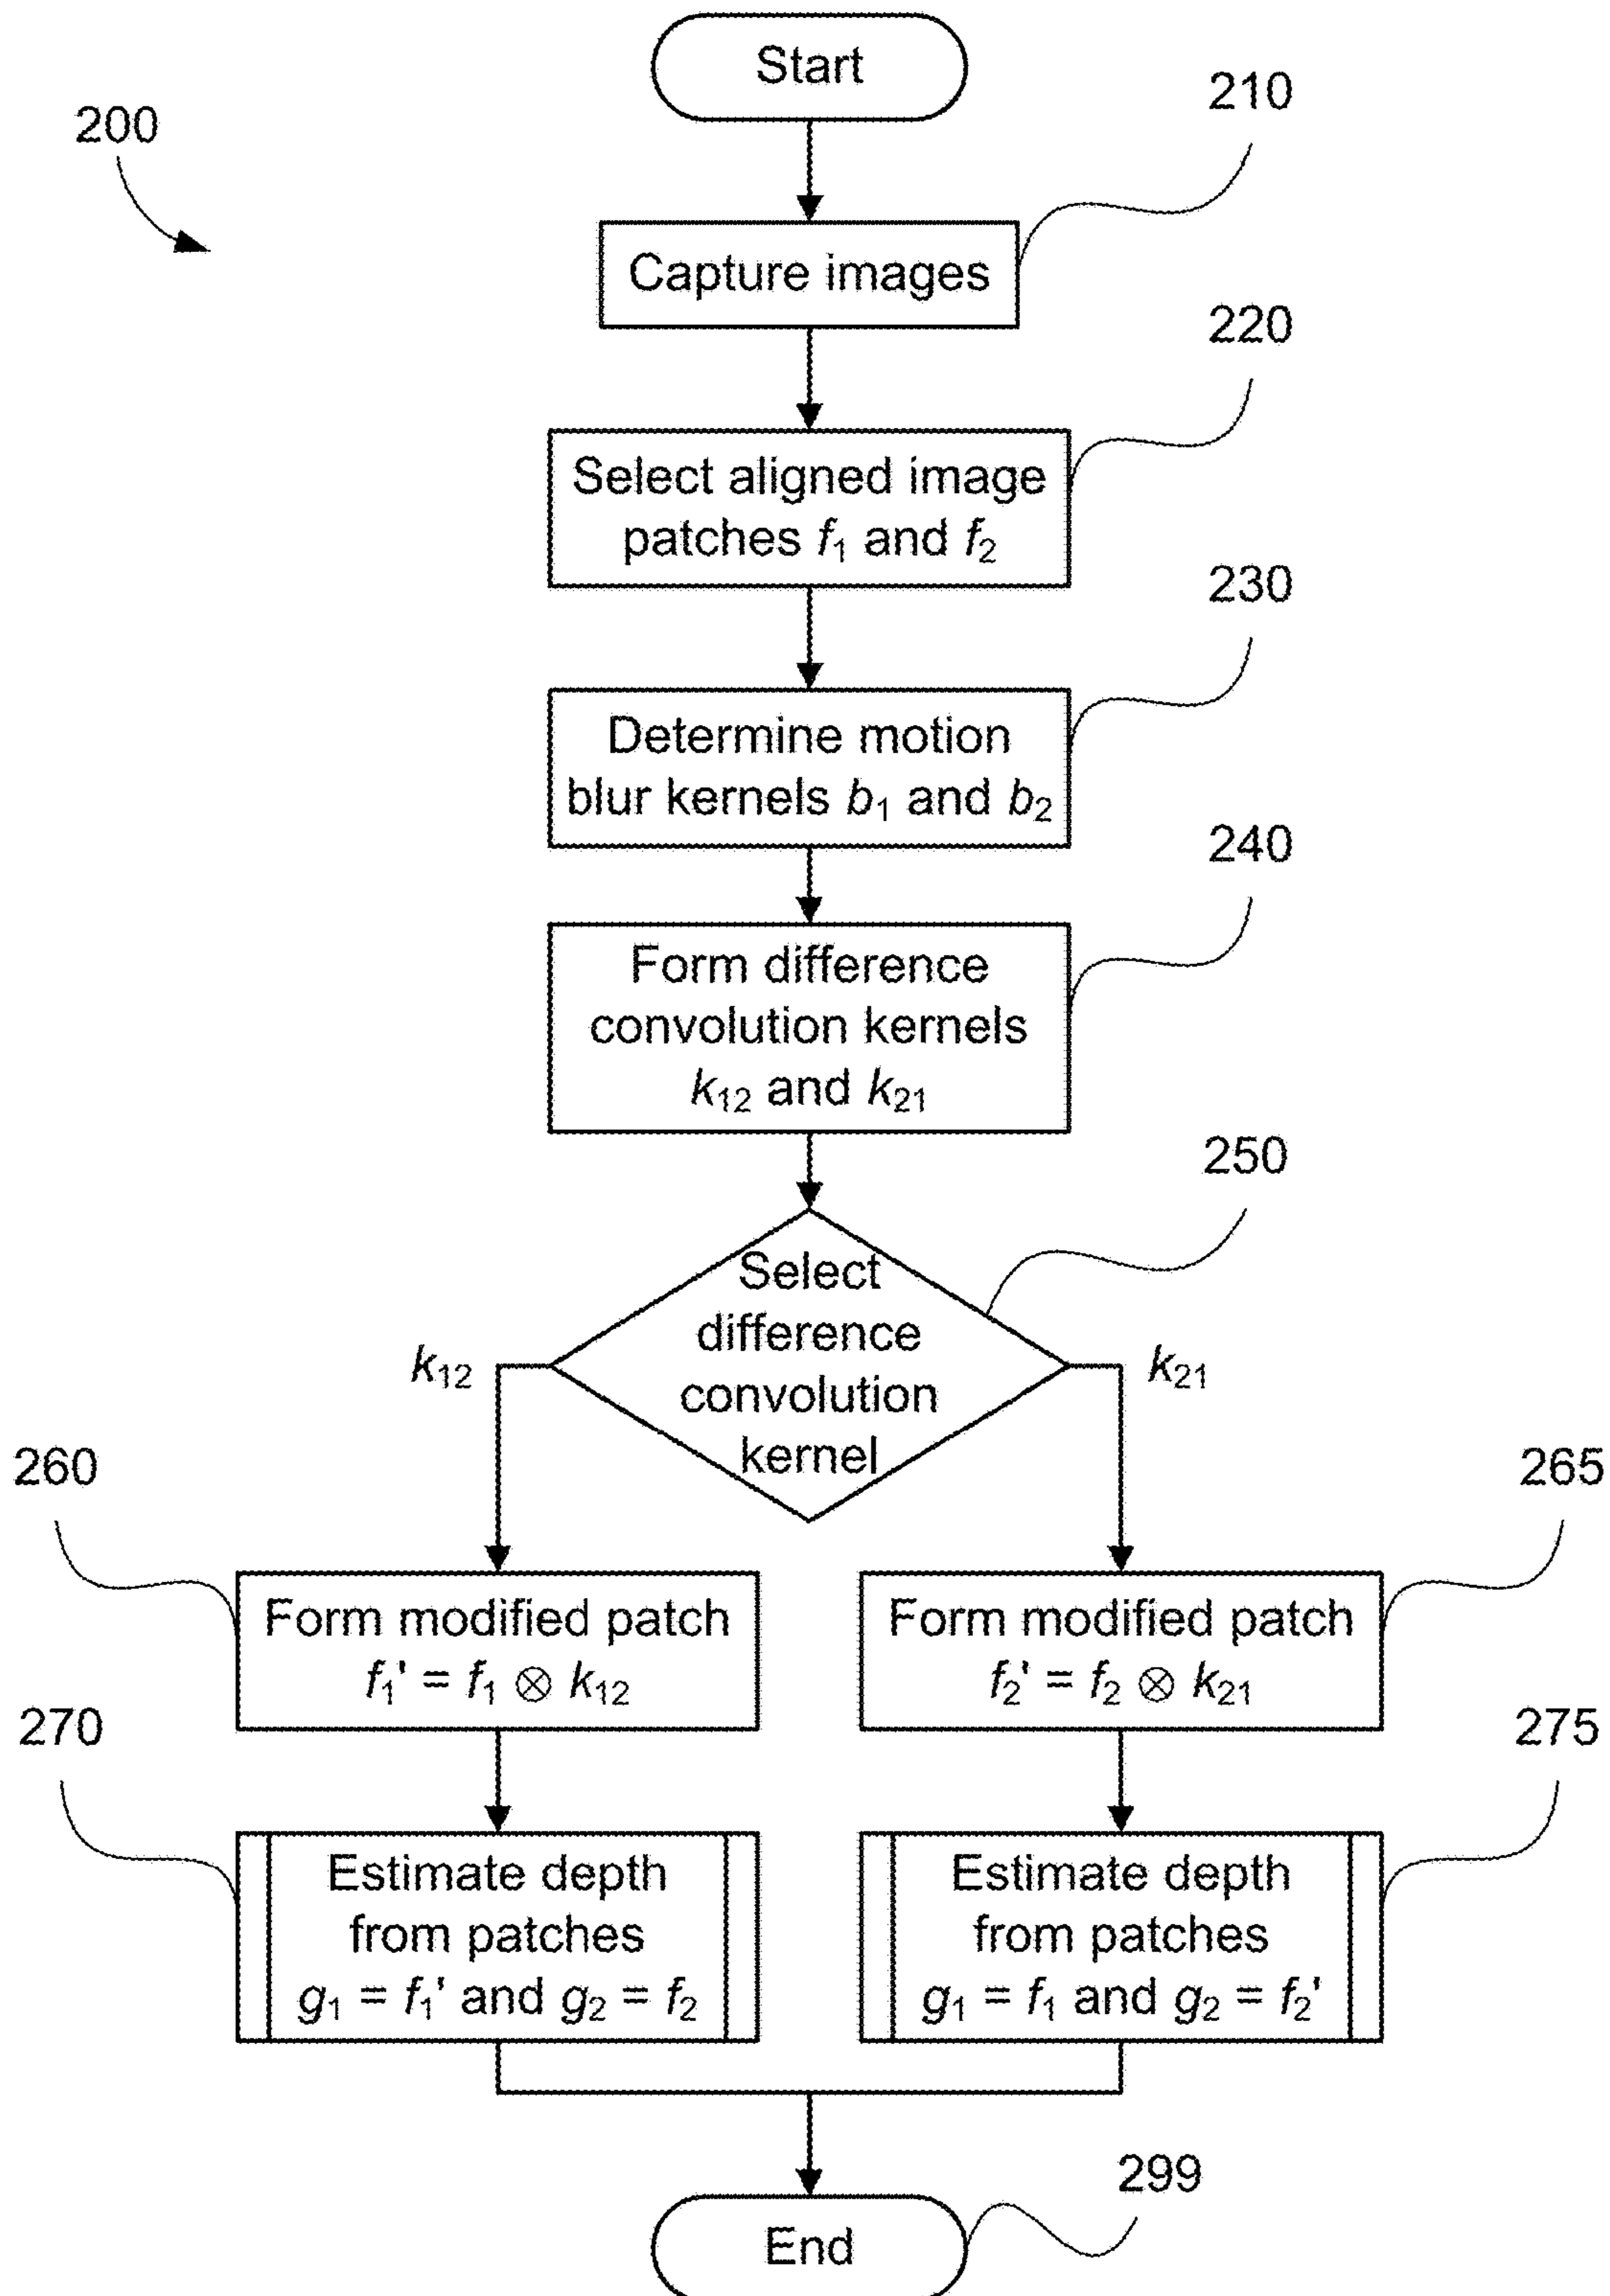 Start
200
210
Capture images
220
Select aligned image
patches f₁ and f₂
230
Determine motion
blur kernels b₁ and b₂
240
Form difference
convolution kernels
k₁₂ and k₂₁
250
Select
difference
convolution
kernel
k₁₂
k₂₁
260
265
Form modified patch
f₁' = f₁ ⊗ k₁₂
Form modified patch
f₂' = f₂ ⊗ k₂₁
270
275
Estimate depth
from patches
g₁ = f₁' and g₂ = f₂
Estimate depth
from patches
g₁ = f₁ and g₂ = f₂'
299
End